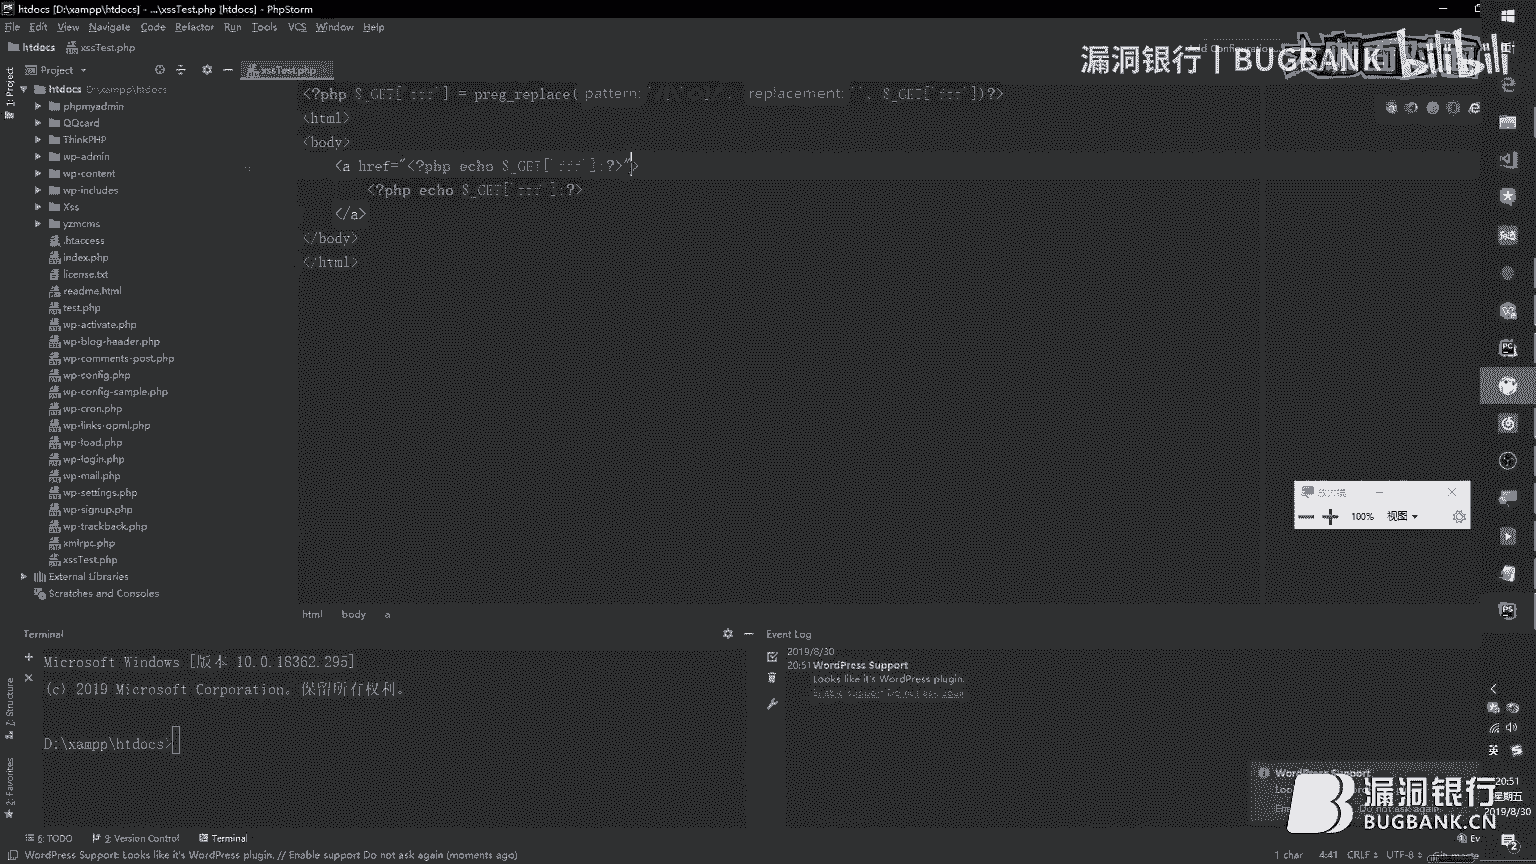 htdocs [D:\xampp\htdocs] - ...\xssTest.php [htdocs] - PhpStorm
File Edit View Navigate Code Refactor Run Tools VCS Window Help
htdocs xssTest.php
漏洞银行 | BUGBANK bilibili
1: Project
Project
xssTest.php
htdocs D:\xampp\htdocs
phpmyadmin
QQcard
ThinkPHP
wp-admin
wp-content
wp-includes
Xss
yzmcms
.htaccess
index.php
license.txt
readme.html
test.php
wp-activate.php
wp-blog-header.php
wp-comments-post.php
wp-config.php
wp-config-sample.php
wp-cron.php
wp-links-opml.php
wp-load.php
wp-login.php
wp-mail.php
wp-settings.php
wp-signup.php
wp-trackback.php
xmlrpc.php
xssTest.php
External Libraries
Scratches and Consoles
<?php $_GET[ ] = preg_replace( pattern: replacement: , $_GET[ ])?>
<html>
<body>
<a href="<?php echo $_GET[ ];?>">
<?php echo $_GET[ ];?>
</a>
</body>
</html>
放大镜
100% 视图
html body a
Terminal
Microsoft Windows [版本 10.0.18362.295]
(c) 2019 Microsoft Corporation。保留所有权利。
D:\xampp\htdocs>
Event Log
2019/8/30
20:51 WordPress Support
Looks like it's WordPress plugin.
Enable support Do not ask again
7: Structure
2: Favorites
英
20:51
星期五
2019/8/30
WordPress Support
漏洞银行
BUGBANK.CN
6: TODO 9: Version Control Terminal
WordPress Support: Looks like it's WordPress plugin. // Enable support Do not ask again (moments ago)
1 char 4:41 CRLF UTF-8